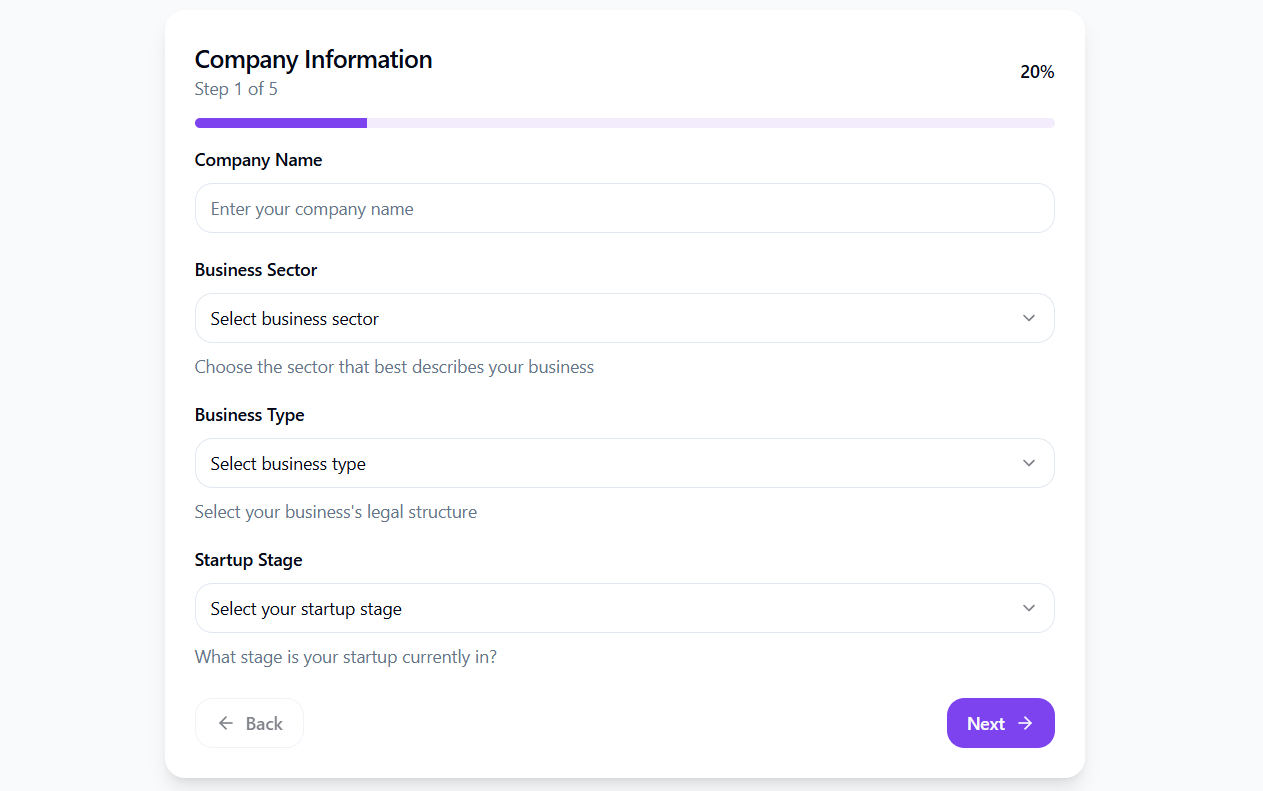 Company Information
Step 1 of 5
20%
Company Name
Enter your company name
Business Sector
Select business sector
Choose the sector that best describes your business
Business Type
Select business type
Select your business's legal structure
Startup Stage
Select your startup stage
What stage is your startup currently in?
Back
Next